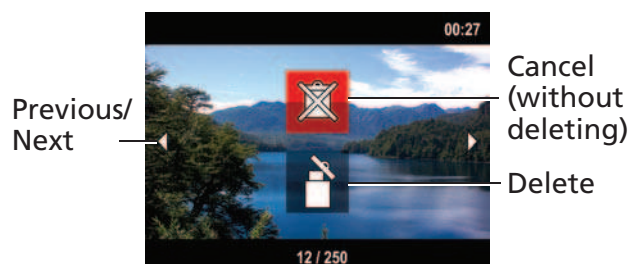 00:27
Previous/
Next
Cancel
(without
deleting)
Delete
12 / 250